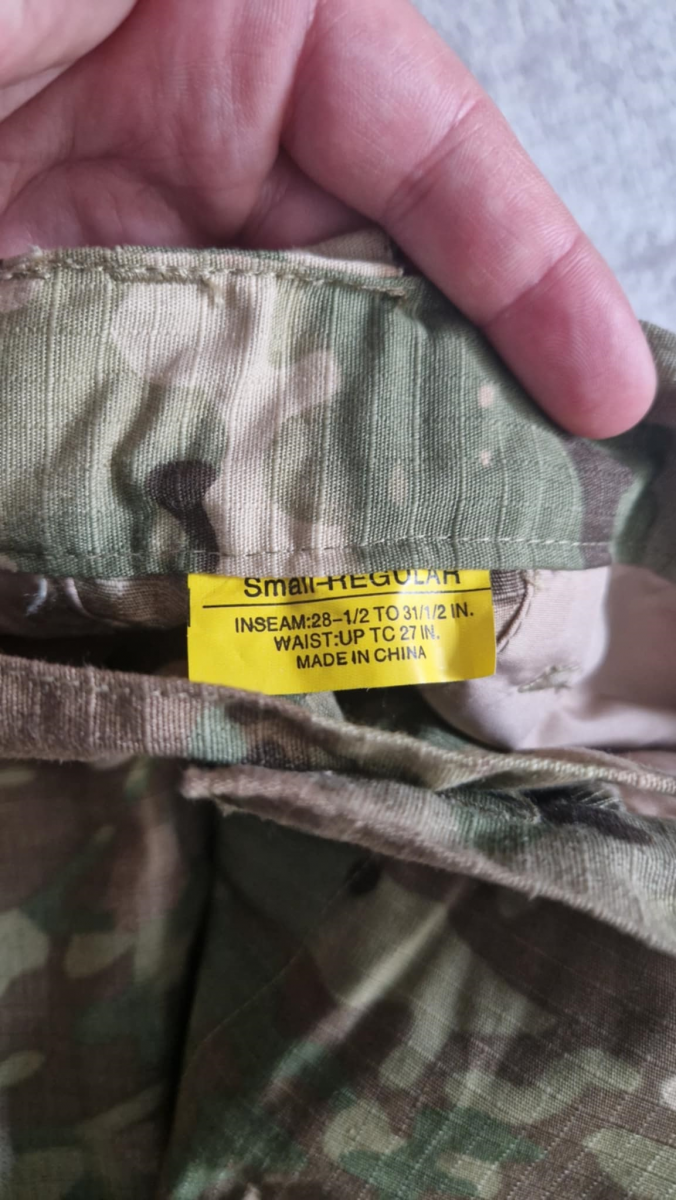 Small-REGULAR
INSEAM:28-1/2 TO 31/1/2 IN.
WAIST:UP TC 27 IN.
MADE IN CHINA